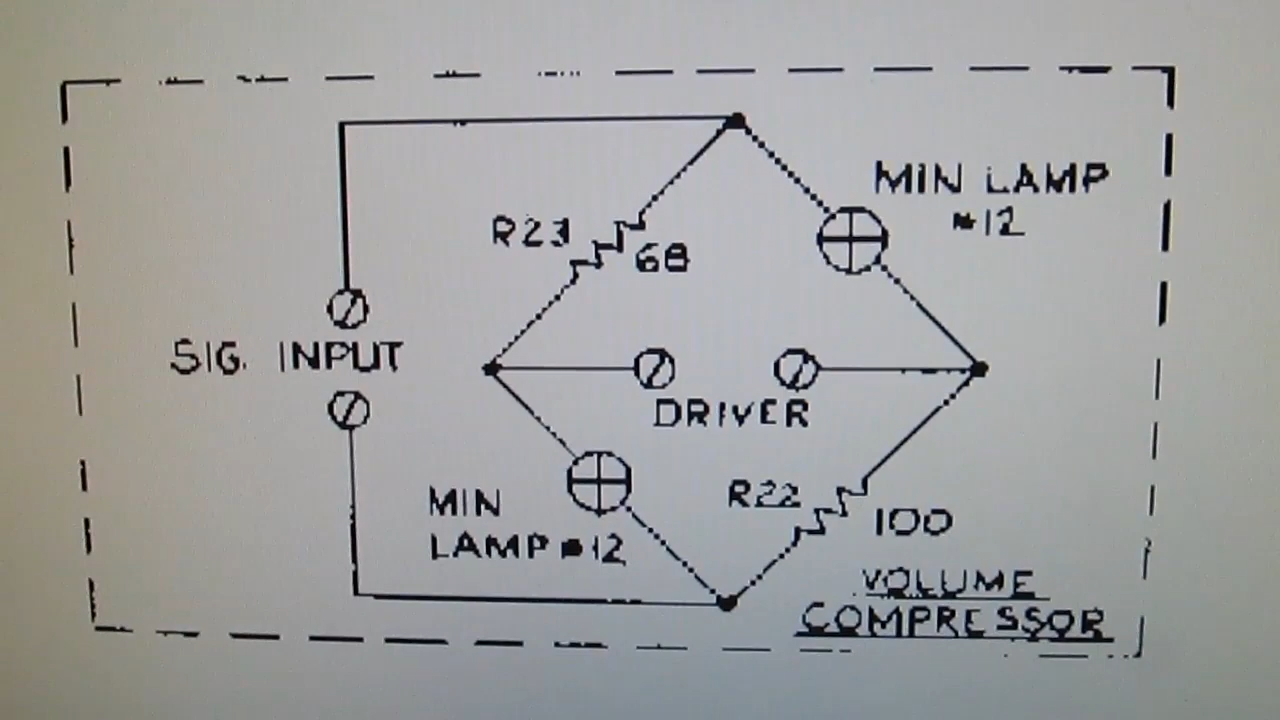 MIN LAMP
#12
R23
68
SIG. INPUT
DRIVER
MIN
LAMP #12
R22
100
VOLUME
COMPRESSOR